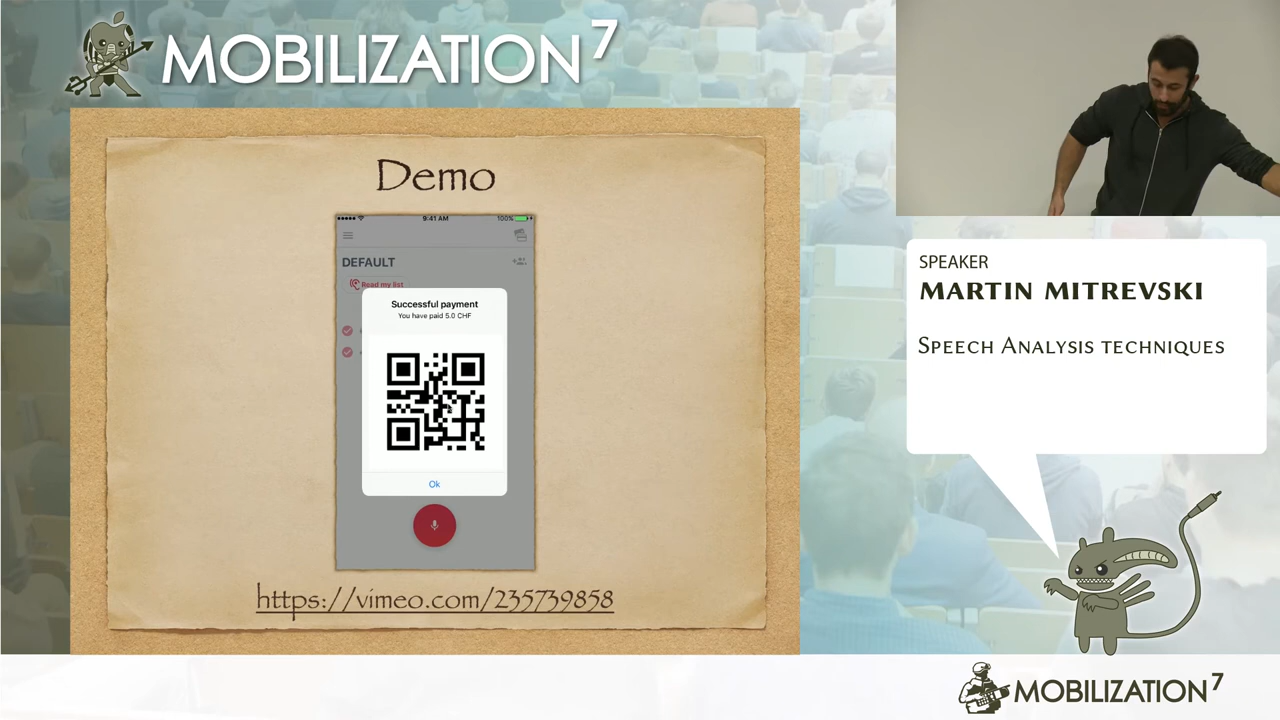 MOBILIZATION 7
Demo
9:41 AM
100%
DEFAULT
Read my list
Successful payment
You have paid 5.0 CHF
Ok
https://vimeo.com/235739858
SPEAKER
MARTIN MITREVSKI
SPEECH ANALYSIS TECHNIQUES
MOBILIZATION 7